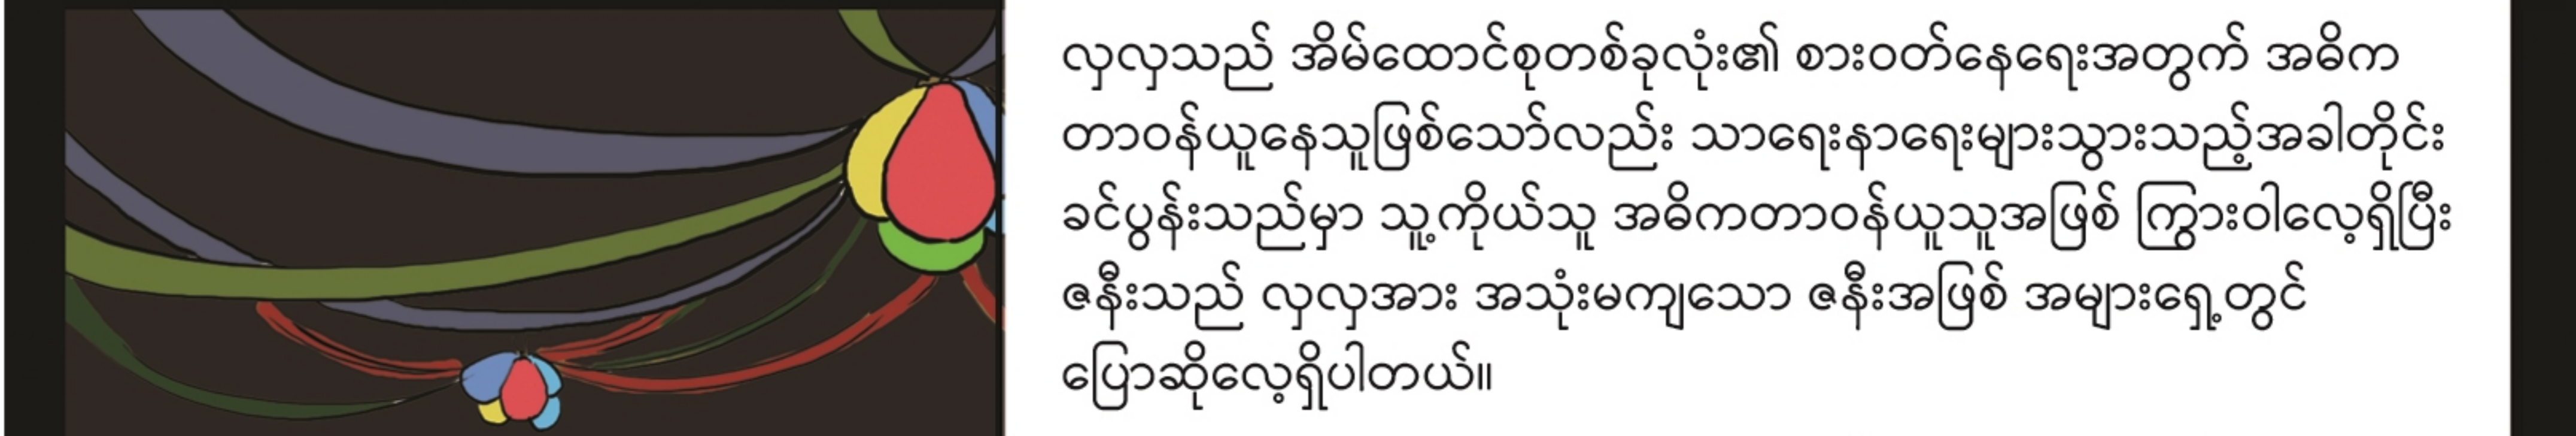 လှလှသည် အိမ်ထောင်စုတစ်ခုလုံး၏ စားဝတ်နေရေးအတွက် အဓိက
တာဝန်ယူနေသူဖြစ်သော်လည်း သာရေးနာရေးများသွားသည့်အခါတိုင်း
ခင်ပွန်းသည်မှာ သူ့ကိုယ်သူ အဓိကတာဝန်ယူသူအဖြစ် ကြွားဝါလေ့ရှိပြီး
ဇနီးသည် လှလှအား အသုံးမကျသော ဇနီးအဖြစ် အများရှေ့တွင်
ပြောဆိုလေ့ရှိပါတယ်။